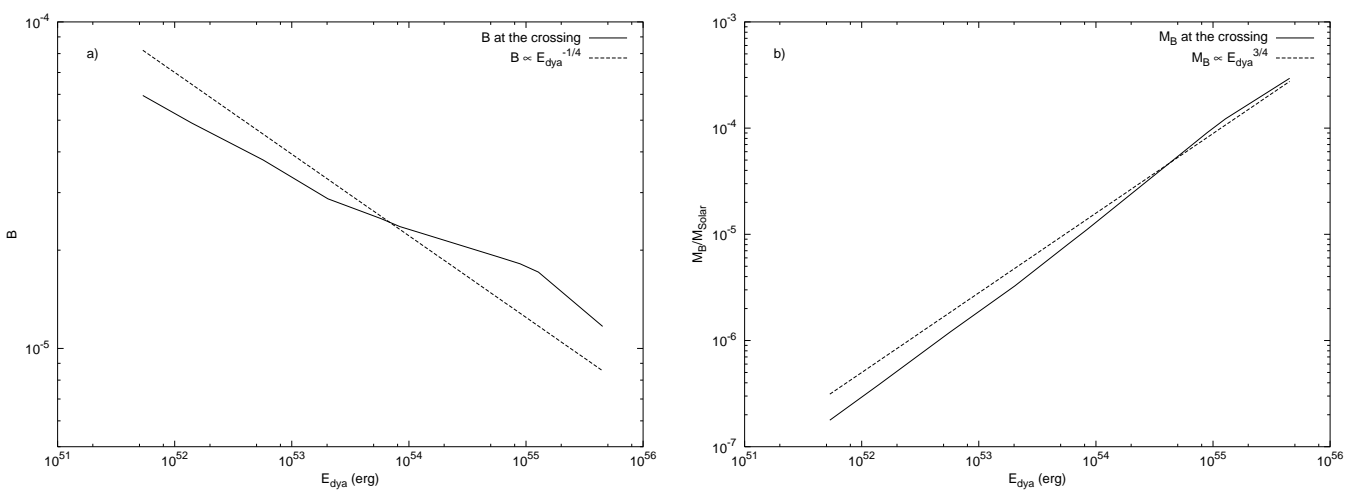 10^-4
B at the crossing
a)
B ∝ E_dya^-1/4
B
10^-5
10^51 10^52 10^53 10^54 10^55 10^56
E_dya (erg)
10^-3
M_B at the crossing
b)
M_B ∝ E_dya^3/4
10^-4
M_B/M_Solar
10^-5
10^-6
10^-7
10^51 10^52 10^53 10^54 10^55 10^56
E_dya (erg)